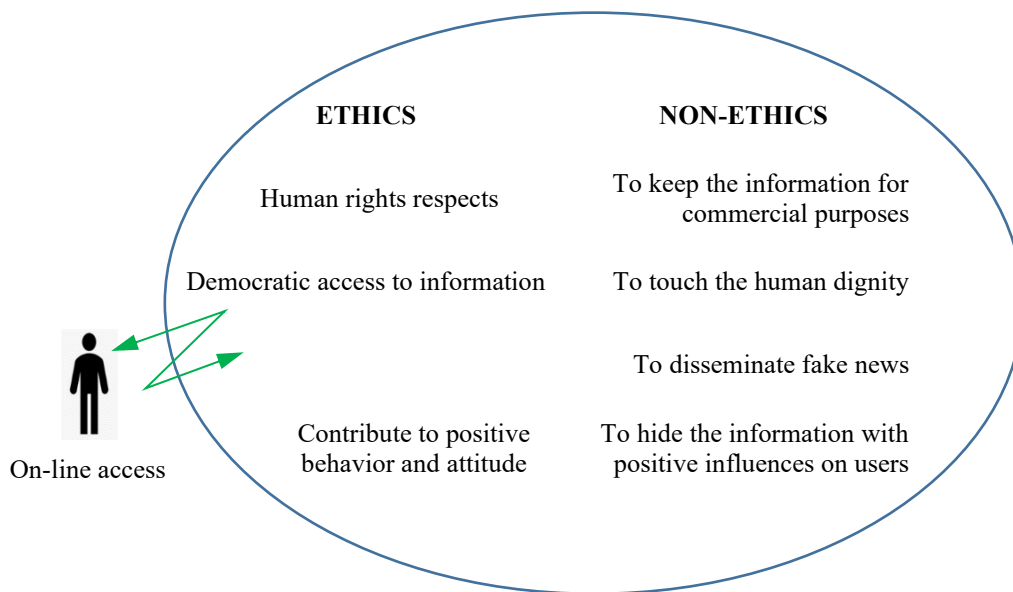 ETHICS
NON-ETHICS
Human rights respects
To keep the information for
commercial purposes
Democratic access to information
To touch the human dignity
To disseminate fake news
Contribute to positive
behavior and attitude
To hide the information with
positive influences on users
On-line access